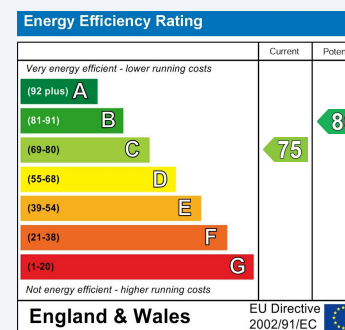 Energy Efficiency Rating
Current
Very energy efficient - lower running costs
(92 plus) A
(81-91) B
(69-80) C
75
(55-68) D
(39-54) E
(21-38) F
(1-20) G
Not energy efficient - higher running costs
England & Wales
EU Directive
2002/91/EC